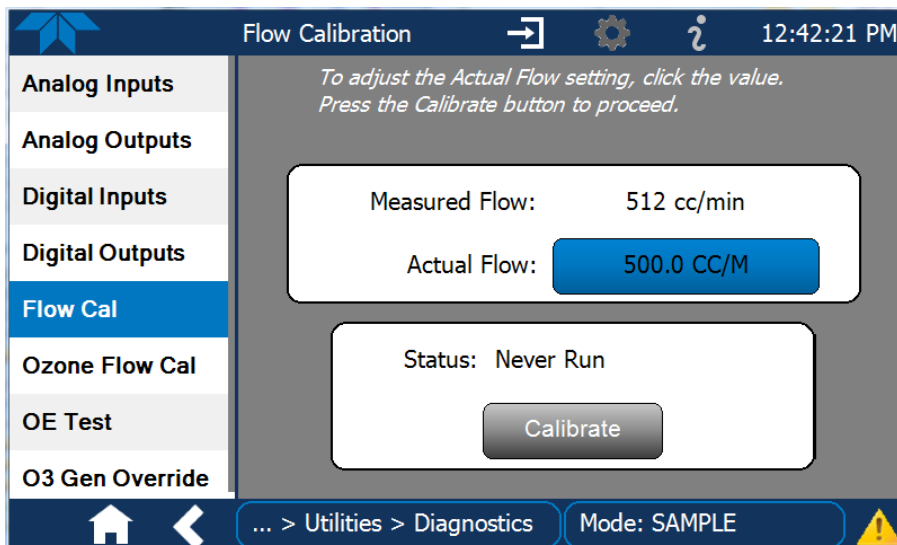 Flow Calibration
12:42:21 PM
Analog Inputs
Analog Outputs
Digital Inputs
Digital Outputs
Flow Cal
Ozone Flow Cal
OE Test
O3 Gen Override
To adjust the Actual Flow setting, click the value.
Press the Calibrate button to proceed.
Measured Flow: 512 cc/min
Actual Flow: 500.0 CC/M
Status: Never Run
Calibrate
... > Utilities > Diagnostics
Mode: SAMPLE